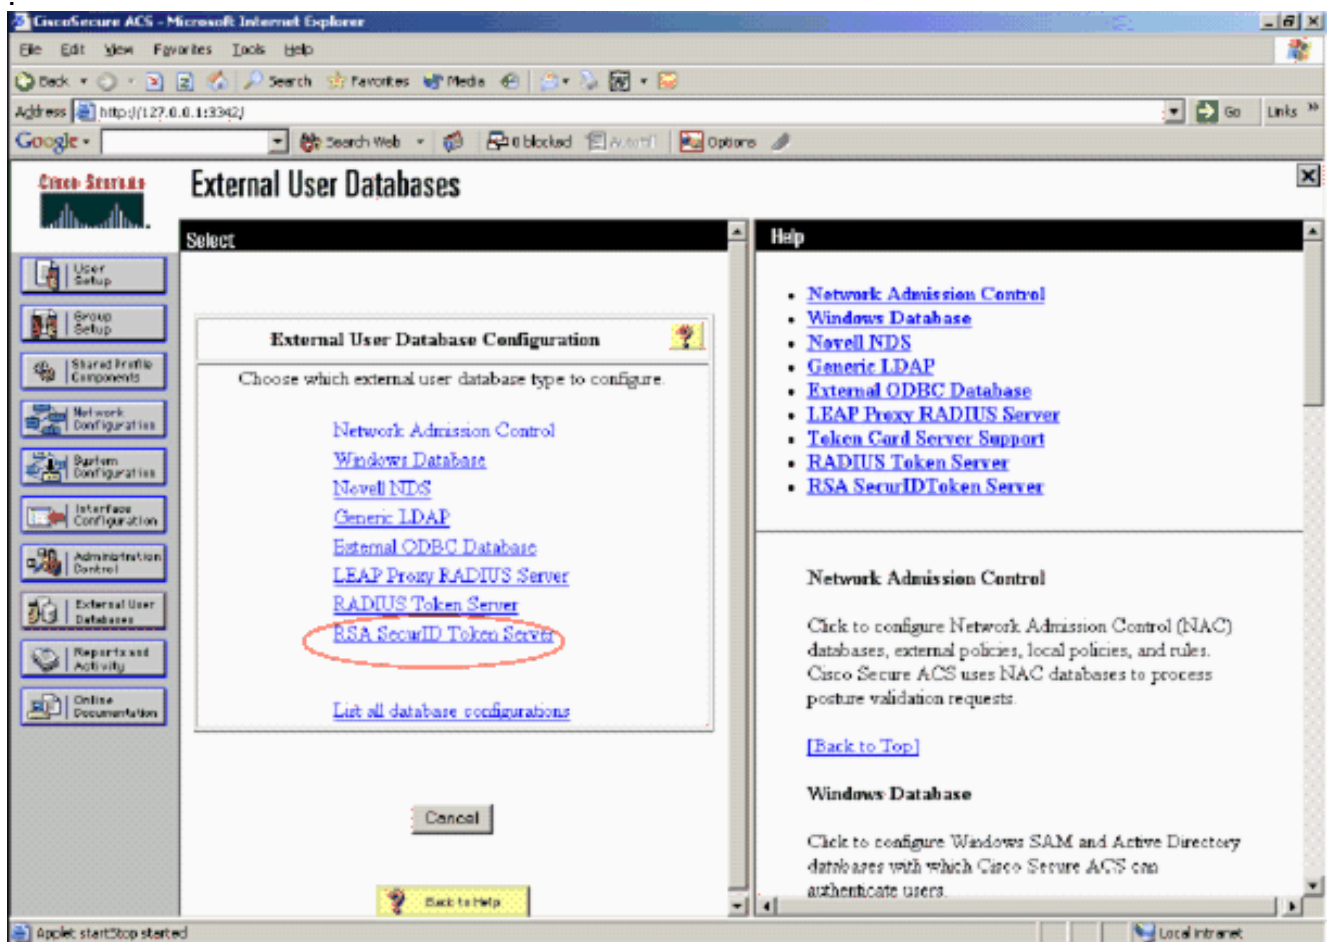 CiscoSecure ACS - Microsoft Internet Explorer
File Edit View Favorites Tools Help
Back Search Favorites Media
Address http://127.0.0.1:3342/ Go Links »
Google Search Web 0 blocked AutoFill Options
Cisco Systems
External User Databases
User Setup
Group Setup
Shared Profile Components
Network Configuration
System Configuration
Interface Configuration
Administration Control
External User Databases
Reports and Activity
Online Documentation
Select
External User Database Configuration
Choose which external user database type to configure.
Network Admission Control
Windows Database
Novell NDS
Generic LDAP
External ODBC Database
LEAP Proxy RADIUS Server
RADIUS Token Server
RSA SecurID Token Server
List all database configurations
Cancel
Back to Help
Help
Network Admission Control
Windows Database
Novell NDS
Generic LDAP
External ODBC Database
LEAP Proxy RADIUS Server
Token Card Server Support
RADIUS Token Server
RSA SecurIDToken Server
Network Admission Control
Click to configure Network Admission Control (NAC)
databases, external policies, local policies, and rules.
Cisco Secure ACS uses NAC databases to process
posture validation requests.
[Back to Top]
Windows Database
Click to configure Windows SAM and Active Directory
databases with which Cisco Secure ACS can
authenticate users.
Applet startStop started
Local intranet